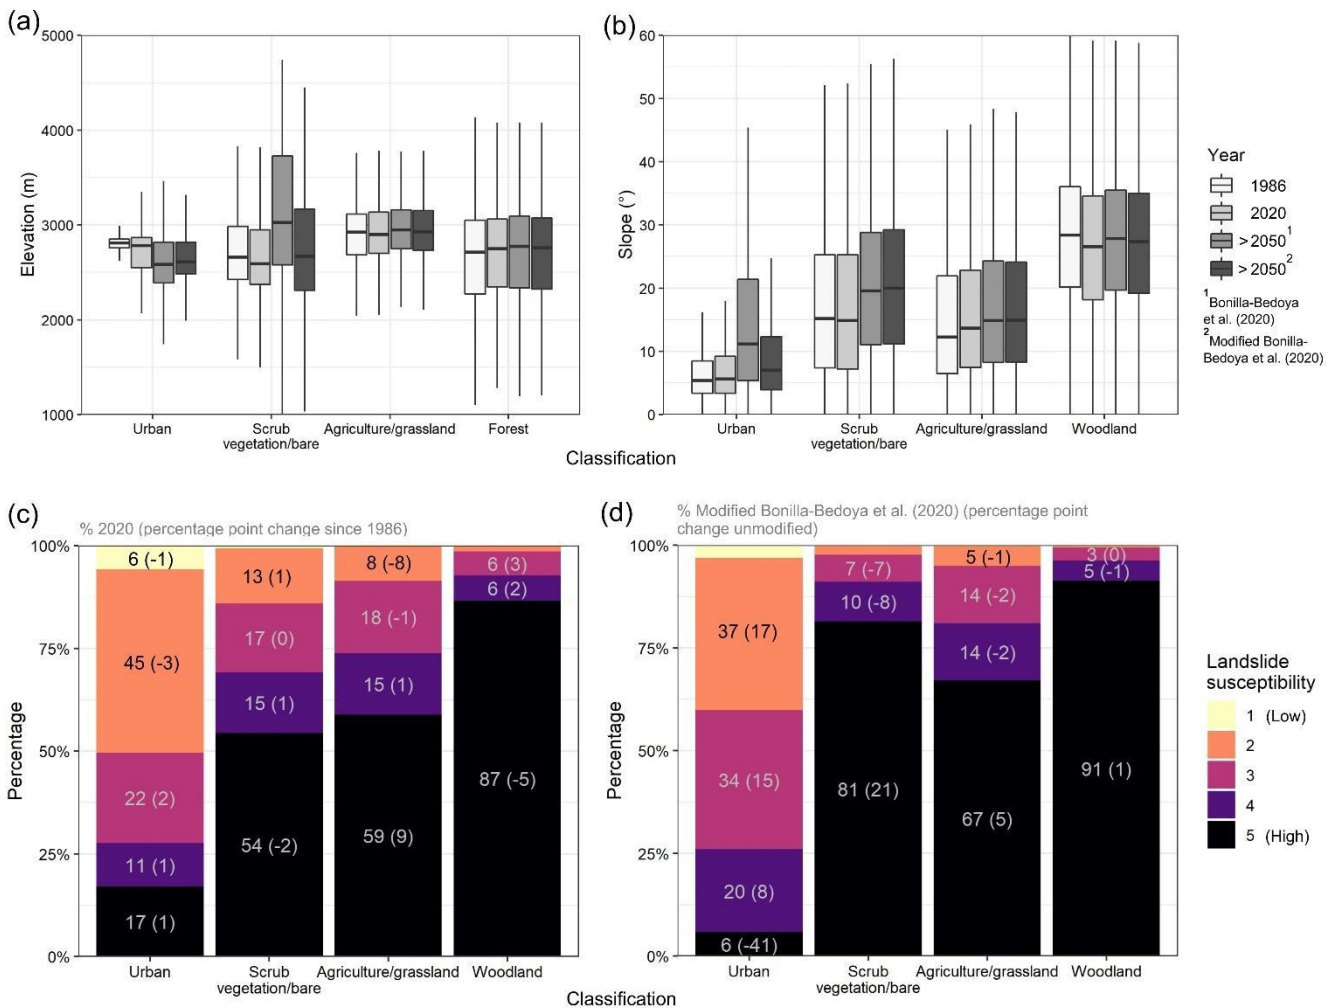 (a)
5000
4000
3000
2000
1000
Elevation (m)
Urban
Scrub
vegetation/bare
Agriculture/grassland
Forest
(b)
60
50
40
30
20
10
0
Slope (°)
Urban
Scrub
vegetation/bare
Agriculture/grassland
Woodland
Classification
Year
1986
2020
>2050¹
>2050²
¹Bonilla-Bedoya
et al. (2020)
²Modified Bonilla-
Bedoya et al. (2020)
(c)
% 2020 (percentage point change since 1986)
100%
75%
50%
25%
0%
Percentage
6 (-1)
45 (-3)
22 (2)
11 (1)
17 (1)
13 (1)
17 (0)
15 (1)
54 (-2)
8 (-8)
18 (-1)
15 (1)
59 (9)
6 (3)
6 (2)
87 (-5)
Urban
Scrub
vegetation/bare
Agriculture/grassland
Woodland
(d)
% Modified Bonilla-Bedoya et al. (2020) (percentage point
change unmodified)
100%
75%
50%
25%
0%
Percentage
37 (17)
34 (15)
20 (8)
6 (-41)
7 (-7)
10 (-8)
81 (21)
5 (-1)
14 (-2)
14 (-2)
67 (5)
3 (0)
5 (-1)
91 (1)
Urban
Scrub
vegetation/bare
Agriculture/grassland
Woodland
Classification
Landslide
susceptibility
1 (Low)
2
3
4
5 (High)